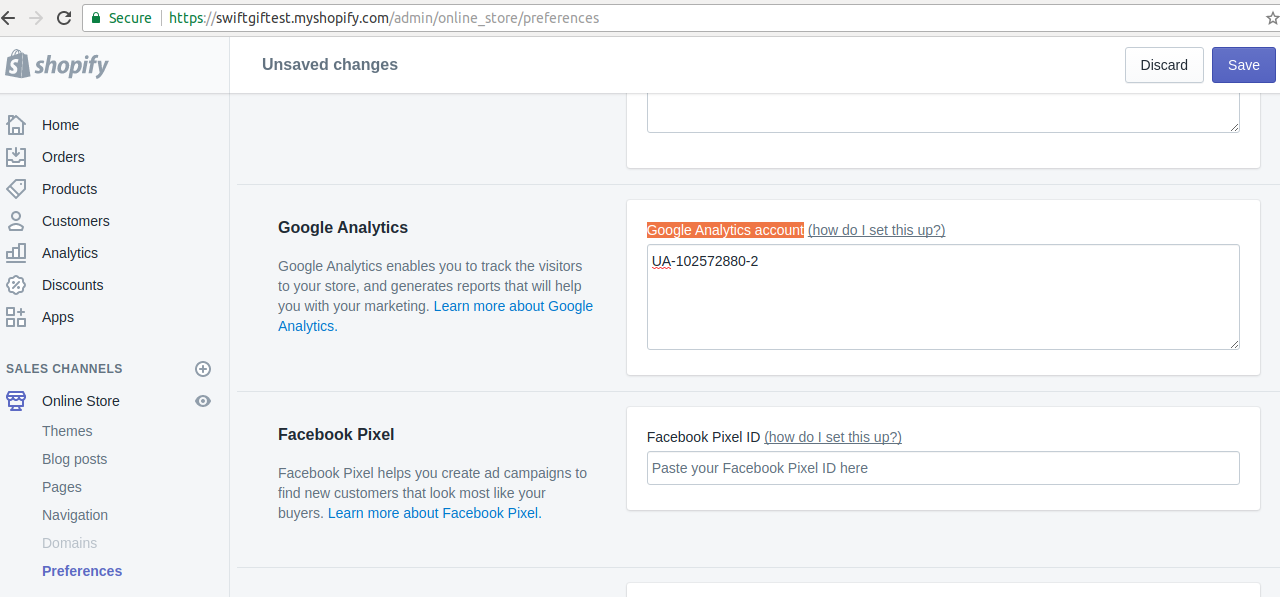 Secure https://swiftgiftest.myshopify.com/admin/online_store/preferences
shopify
Unsaved changes
Discard
Save
Home
Orders
Products
Customers
Analytics
Discounts
Apps
SALES CHANNELS
Online Store
Themes
Blog posts
Pages
Navigation
Domains
Preferences
Google Analytics
Google Analytics enables you to track the visitors
to your store, and generates reports that will help
you with your marketing. Learn more about Google
Analytics.
Google Analytics account (how do I set this up?)
UA-102572880-2
Facebook Pixel
Facebook Pixel helps you create ad campaigns to
find new customers that look most like your
buyers. Learn more about Facebook Pixel.
Facebook Pixel ID (how do I set this up?)
Paste your Facebook Pixel ID here